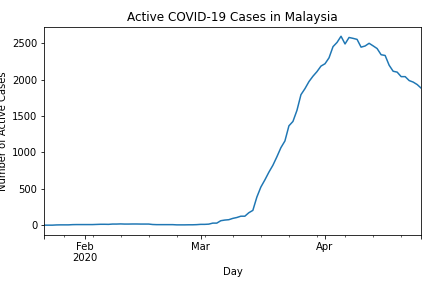 Active COVID-19 Cases in Malaysia
Number of Active Cases
2500
2000
1500
1000
500
0
Feb
2020
Mar
Apr
Day